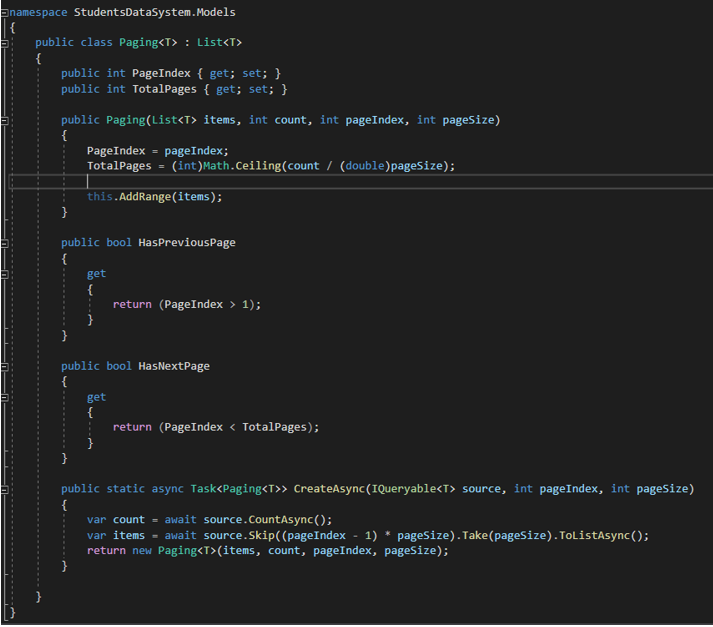 namespace StudentsDataSystem.Models
{
    public class Paging<T> : List<T>
    {
        public int PageIndex { get; set; }
        public int TotalPages { get; set; }

        public Paging(List<T> items, int count, int pageIndex, int pageSize)
        {
            PageIndex = pageIndex;
            TotalPages = (int)Math.Ceiling(count / (double)pageSize);

            this.AddRange(items);
        }

        public bool HasPreviousPage
        {
            get
            {
                return (PageIndex > 1);
            }
        }

        public bool HasNextPage
        {
            get
            {
                return (PageIndex < TotalPages);
            }
        }

        public static async Task<Paging<T>> CreateAsync(IQueryable<T> source, int pageIndex, int pageSize)
        {
            var count = await source.CountAsync();
            var items = await source.Skip((pageIndex - 1) * pageSize).Take(pageSize).ToListAsync();
            return new Paging<T>(items, count, pageIndex, pageSize);
        }

    }
}